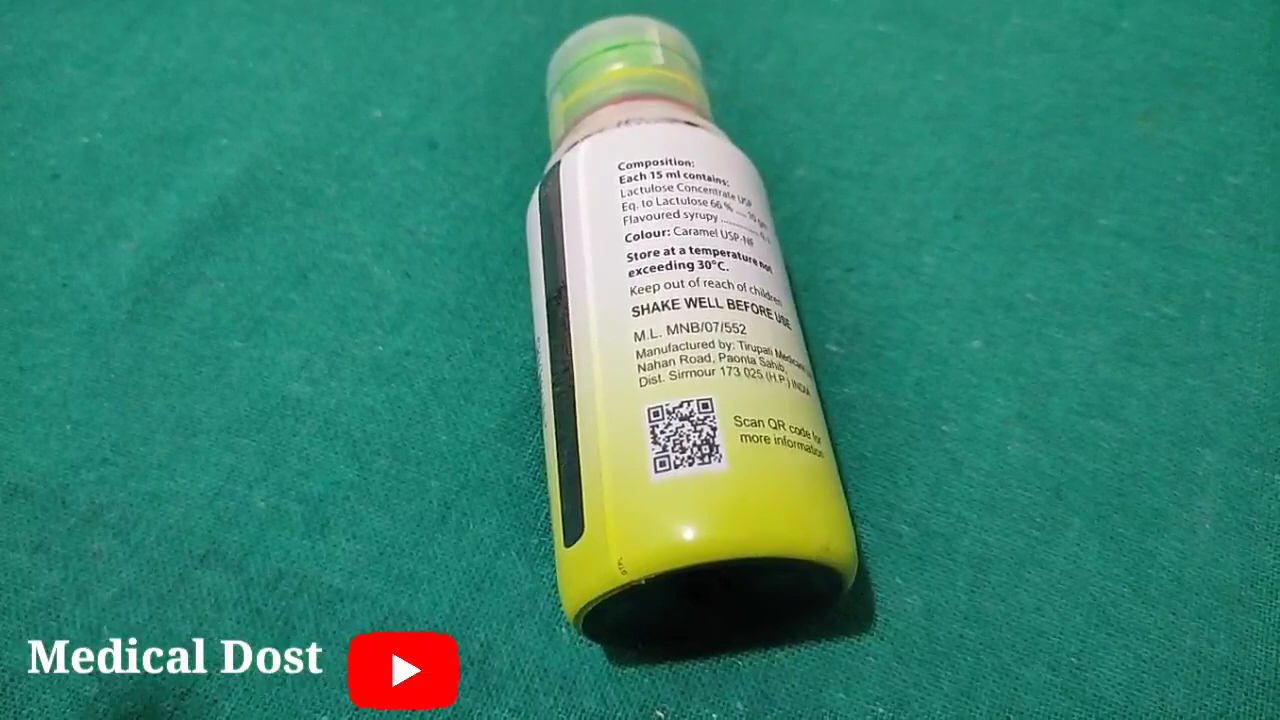 Composition:
Each 15 ml contains:
Lactulose Concentrate USP
Eq. to Lactulose 66 % .... 10 gm
Flavoured syrupy ..............
Colour: Caramel USP-NF
Store at a temperature not
exceeding 30°C.
Keep out of reach of children
SHAKE WELL BEFORE USE
M.L. MNB/07/552
Manufactured by: Tirupati
Nahan Road, Paonta Sahib,
Dist. Sirmour 173 025 (H.P.) INDIA
Scan QR code for
more information
Medical Dost